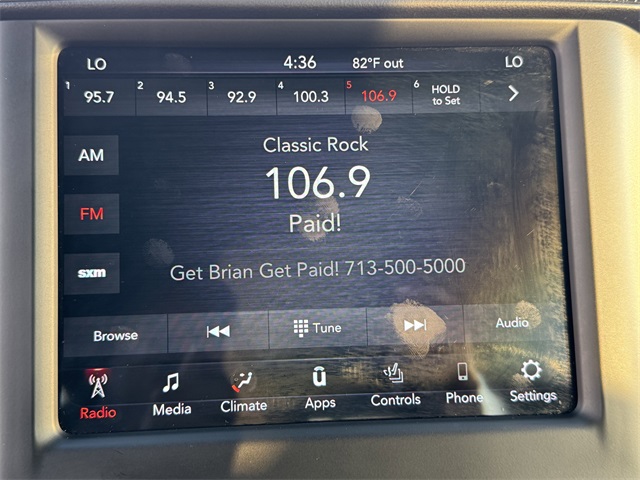 LO 4:36 82°F out LO
1 95.7 2 94.5 3 92.9 4 100.3 5 106.9 6 HOLD to Set
AM
Classic Rock
106.9
FM
Paid!
sxm
Get Brian Get Paid! 713-500-5000
Browse Tune Audio
Radio Media Climate Apps Controls Phone Settings